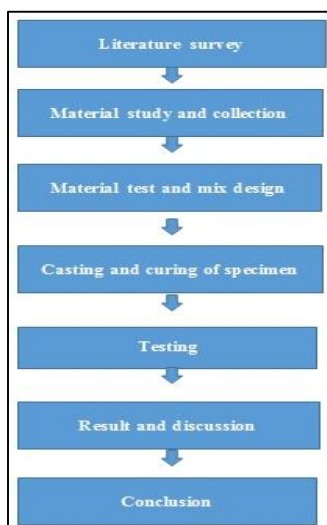 Literature survey
Material study and collection
Material test and mix design
Casting and curing of specimen
Testing
Result and discussion
Conclusion